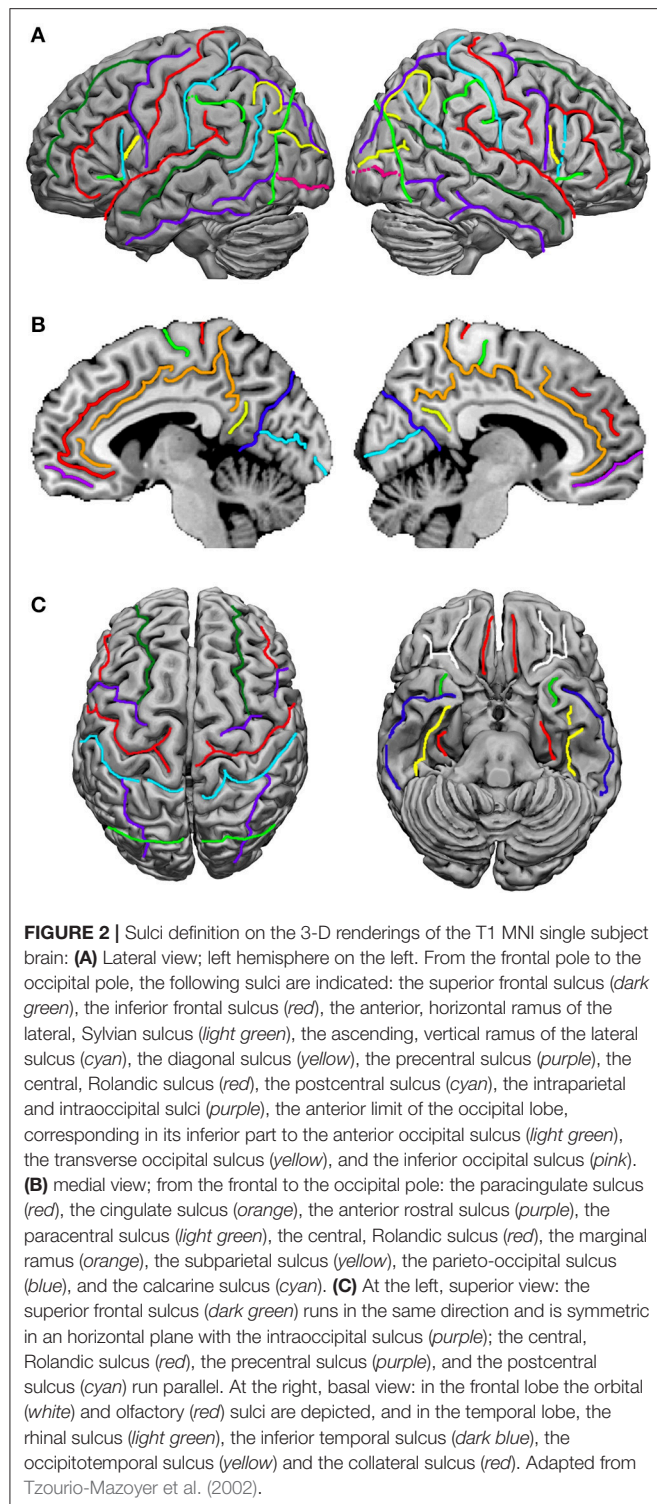 A
B
C
FIGURE 2 | Sulci definition on the 3-D renderings of the T1 MNI single subject
brain: (A) Lateral view; left hemisphere on the left. From the frontal pole to the
occipital pole, the following sulci are indicated: the superior frontal sulcus (dark
green), the inferior frontal sulcus (red), the anterior, horizontal ramus of the
lateral, Sylvian sulcus (light green), the ascending, vertical ramus of the lateral
sulcus (cyan), the diagonal sulcus (yellow), the precentral sulcus (purple), the
central, Rolandic sulcus (red), the postcentral sulcus (cyan), the intraparietal
and intraoccipital sulci (purple), the anterior limit of the occipital lobe,
corresponding in its inferior part to the anterior occipital sulcus (light green),
the transverse occipital sulcus (yellow), and the inferior occipital sulcus (pink).
(B) medial view; from the frontal to the occipital pole: the paracingulate sulcus
(red), the cingulate sulcus (orange), the anterior rostral sulcus (purple), the
paracentral sulcus (light green), the central, Rolandic sulcus (red), the marginal
ramus (orange), the subparietal sulcus (yellow), the parieto-occipital sulcus
(blue), and the calcarine sulcus (cyan). (C) At the left, superior view: the
superior frontal sulcus (dark green) runs in the same direction and is symmetric
in an horizontal plane with the intraoccipital sulcus (purple); the central,
Rolandic sulcus (red), the precentral sulcus (purple), and the postcentral
sulcus (cyan) run parallel. At the right, basal view: in the frontal lobe the orbital
(white) and olfactory (red) sulci are depicted, and in the temporal lobe, the
rhinal sulcus (light green), the inferior temporal sulcus (dark blue), the
occipitotemporal sulcus (yellow) and the collateral sulcus (red). Adapted from
Tzourio-Mazoyer et al. (2002).